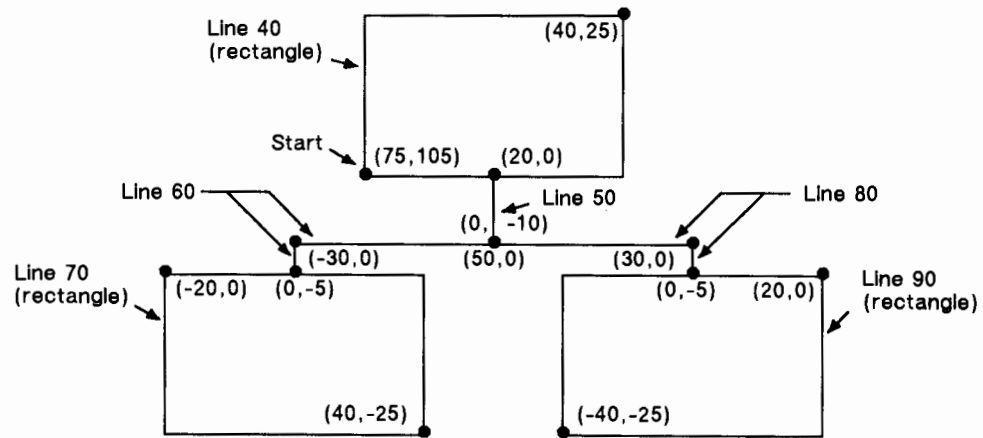 Line 40
(rectangle)
(40,25)
Start
(75,105)
(20,0)
Line 60
Line 50
Line 80
(0, -10)
(-30,0)
(50,0)
(30,0)
Line 70
(rectangle)
(-20,0)
(0,-5)
(0,-5)
(20,0)
Line 90
(rectangle)
(40,-25)
(-40,-25)